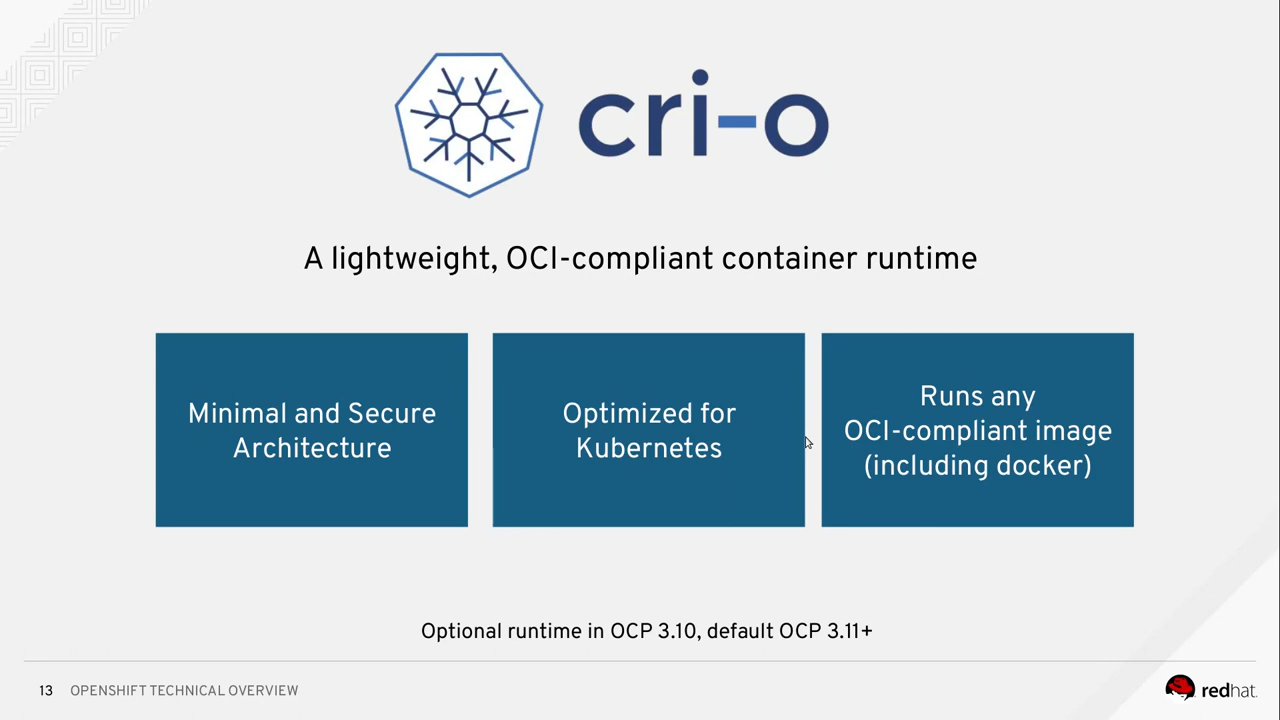 cri-o
A lightweight, OCI-compliant container runtime
Minimal and Secure
Architecture
Optimized for
Kubernetes
Runs any
OCI-compliant image
(including docker)
Optional runtime in OCP 3.10, default OCP 3.11+
13 OPENSHIFT TECHNICAL OVERVIEW
redhat.